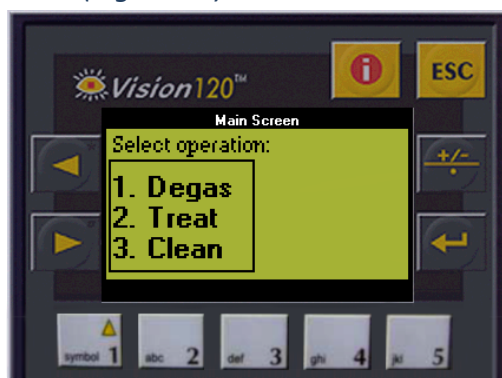 Vision120™
i
ESC
Main Screen
Select operation:
1. Degas
2. Treat
3. Clean
+/-
symbol 1
abc 2
def 3
ghi 4
jkl 5